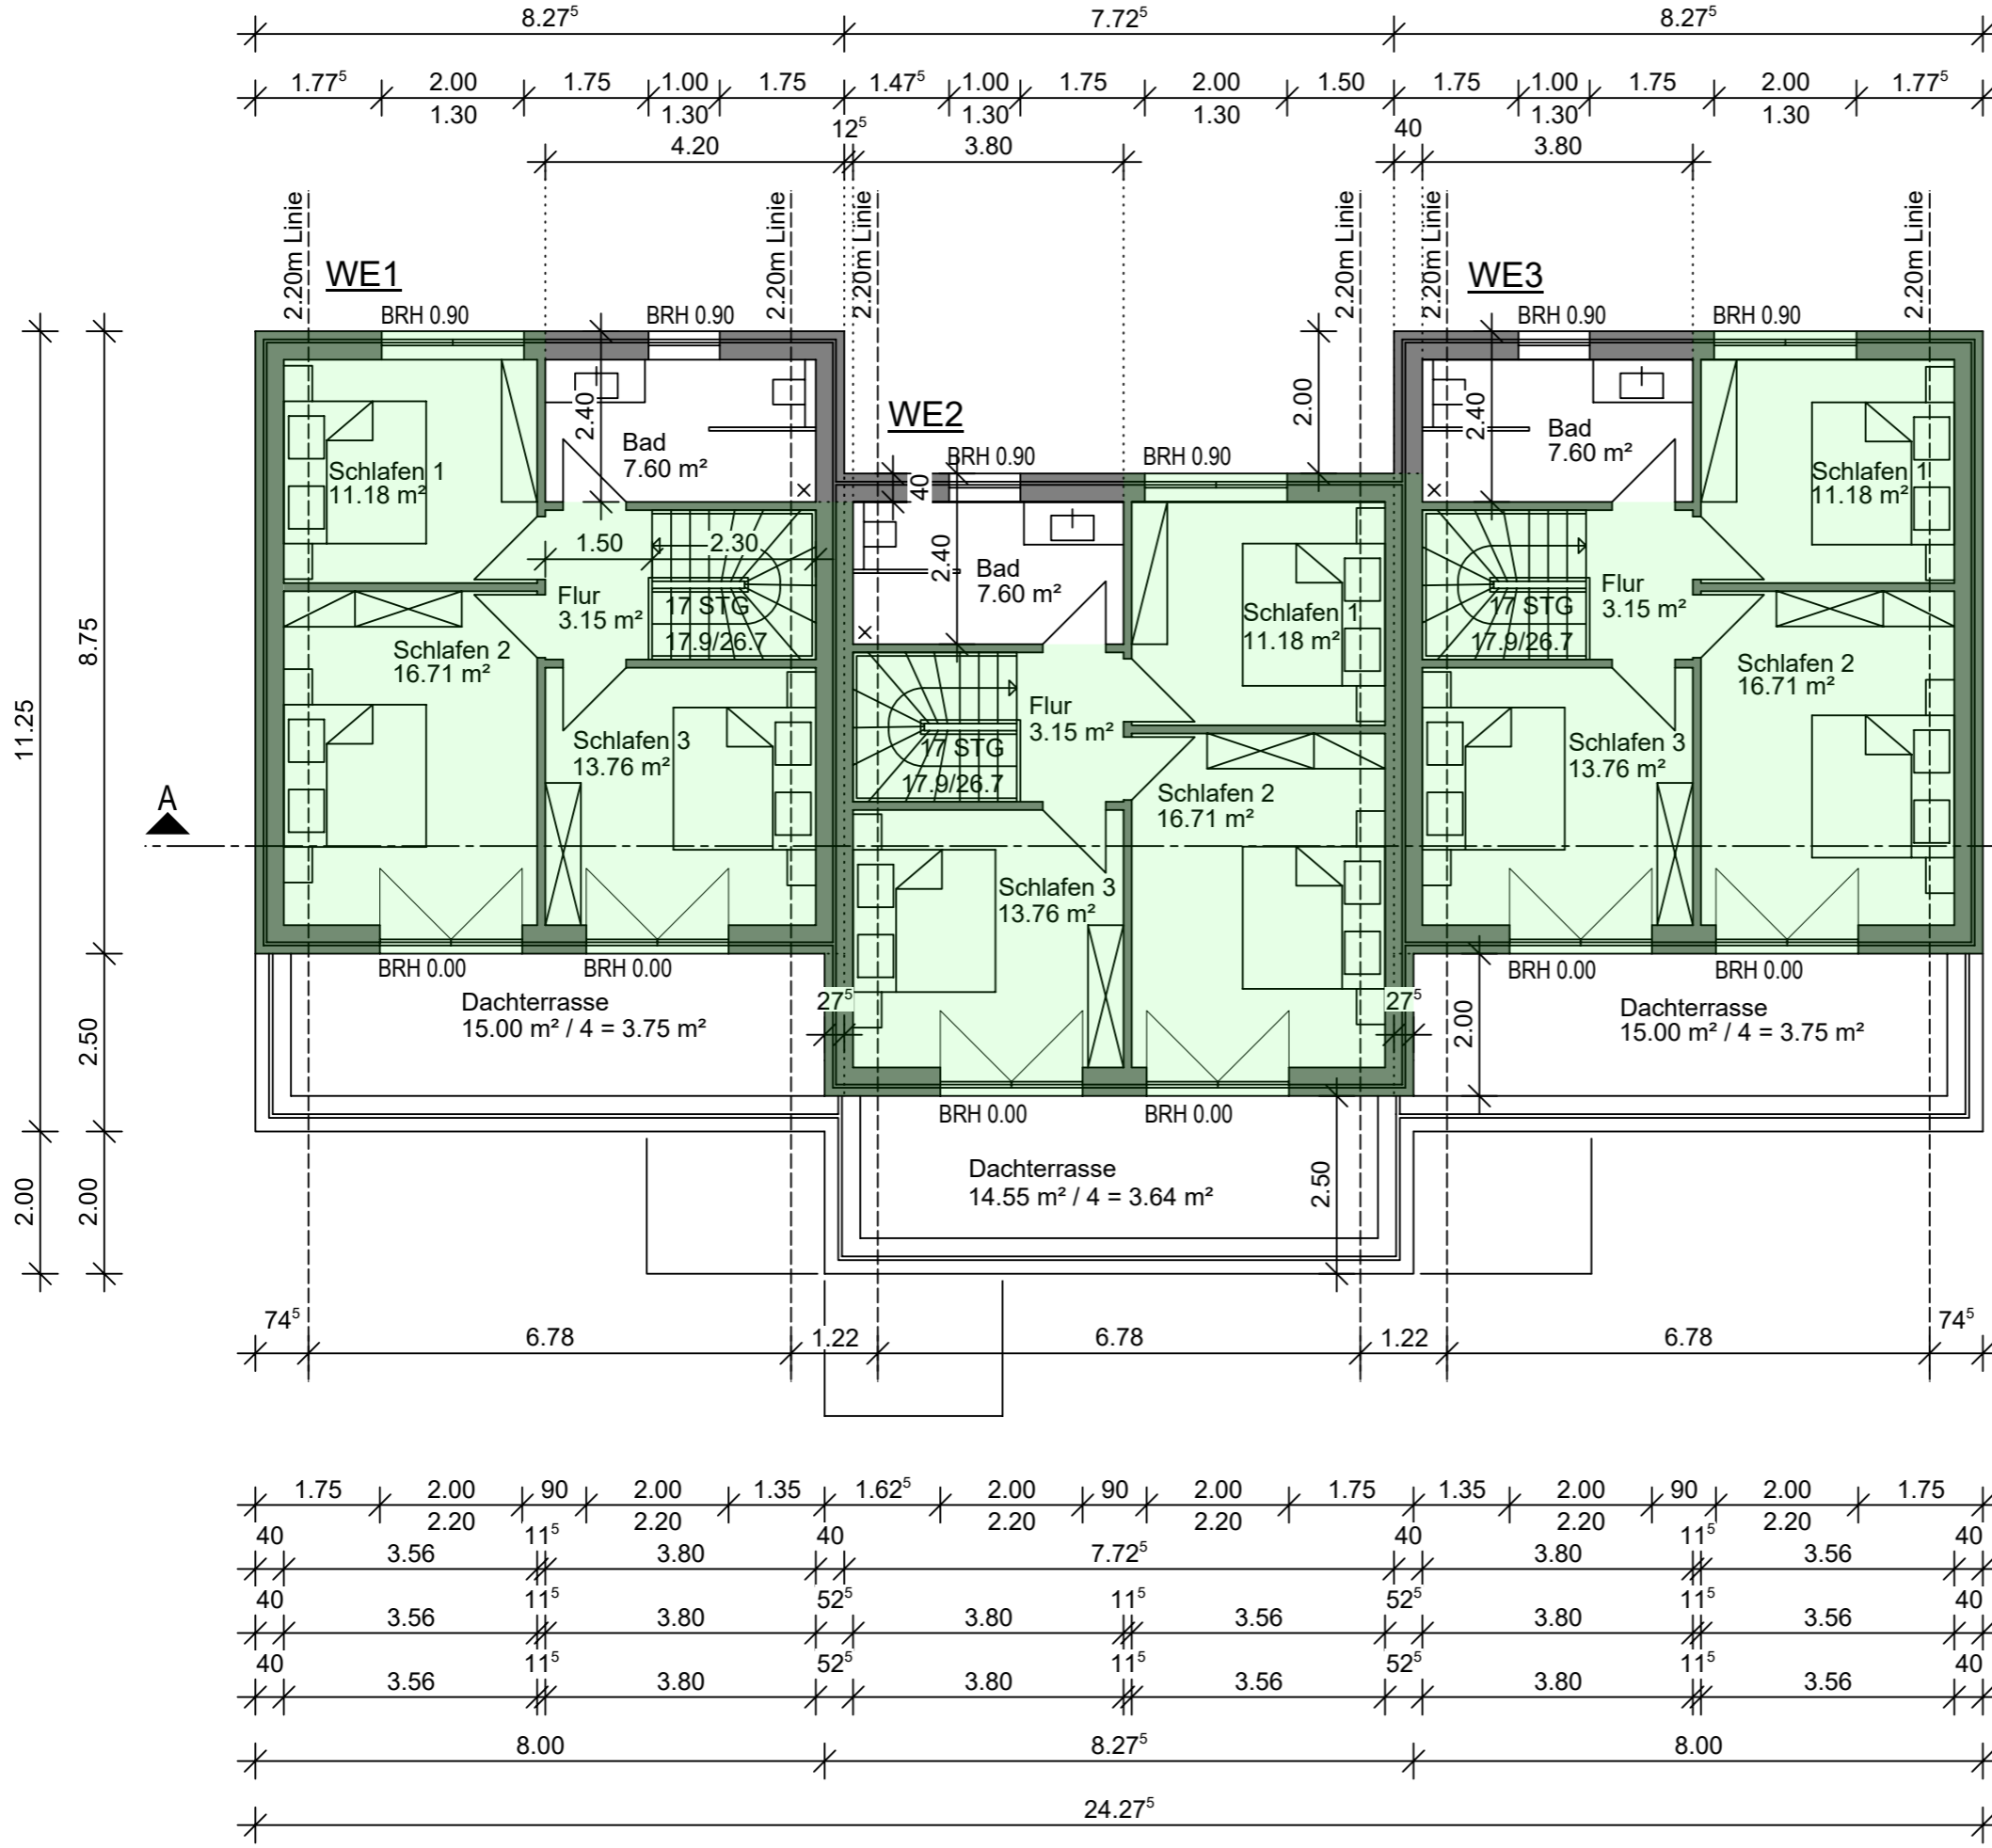 8.27⁵ 7.72⁵ 8.27⁵
1.77⁵ 2.00 1.75 1.00 1.75 1.47⁵ 1.00 1.75 2.00 1.50 1.75 1.00 1.75 2.00 1.77⁵
1.30 1.30 1.30 1.30 1.30 1.30
12⁵ 40
4.20 3.80 3.80
2.20m Linie
2.20m Linie
2.20m Linie
2.20m Linie
2.20m Linie
2.20m Linie
WE1
WE3
BRH 0.90 BRH 0.90 BRH 0.90 BRH 0.90
WE2
BRH 0.90 BRH 0.90
2.00
40
2.40
2.40
2.40
Schlafen 1
11.18 m²
Bad
7.60 m²
1.50 2.30
Flur
3.15 m²
17 STG
17.9/26.7
Schlafen 2
16.71 m²
Schlafen 3
13.76 m²
Bad
7.60 m²
Schlafen 1
11.18 m²
Flur
3.15 m²
17 STG
17.9/26.7
Schlafen 2
16.71 m²
Schlafen 3
13.76 m²
Bad
7.60 m²
Schlafen 1
11.18 m²
Flur
3.15 m²
17 STG
17.9/26.7
Schlafen 2
16.71 m²
Schlafen 3
13.76 m²
8.75
11.25
A
2.50
2.00
2.00
BRH 0.00 BRH 0.00 BRH 0.00 BRH 0.00
Dachterrasse
15.00 m² / 4 = 3.75 m²
27⁵ 27⁵
2.00
Dachterrasse
15.00 m² / 4 = 3.75 m²
BRH 0.00 BRH 0.00
Dachterrasse
14.55 m² / 4 = 3.64 m²
2.50
74⁵ 6.78 1.22 6.78 1.22 6.78 74⁵
1.75 2.00 90 2.00 1.35 1.62⁵ 2.00 90 2.00 1.75 1.35 2.00 90 2.00 1.75
2.20 2.20 2.20 2.20 2.20 2.20
40 11⁵ 40 40 11⁵ 40
3.56 3.80 7.72⁵ 3.80 3.56
40 11⁵ 52⁵ 11⁵ 52⁵ 11⁵ 40
3.56 3.80 3.80 3.56 3.80 3.56
40 11⁵ 52⁵ 11⁵ 52⁵ 11⁵ 40
3.56 3.80 3.80 3.56 3.80 3.56
8.00 8.27⁵ 8.00
24.27⁵